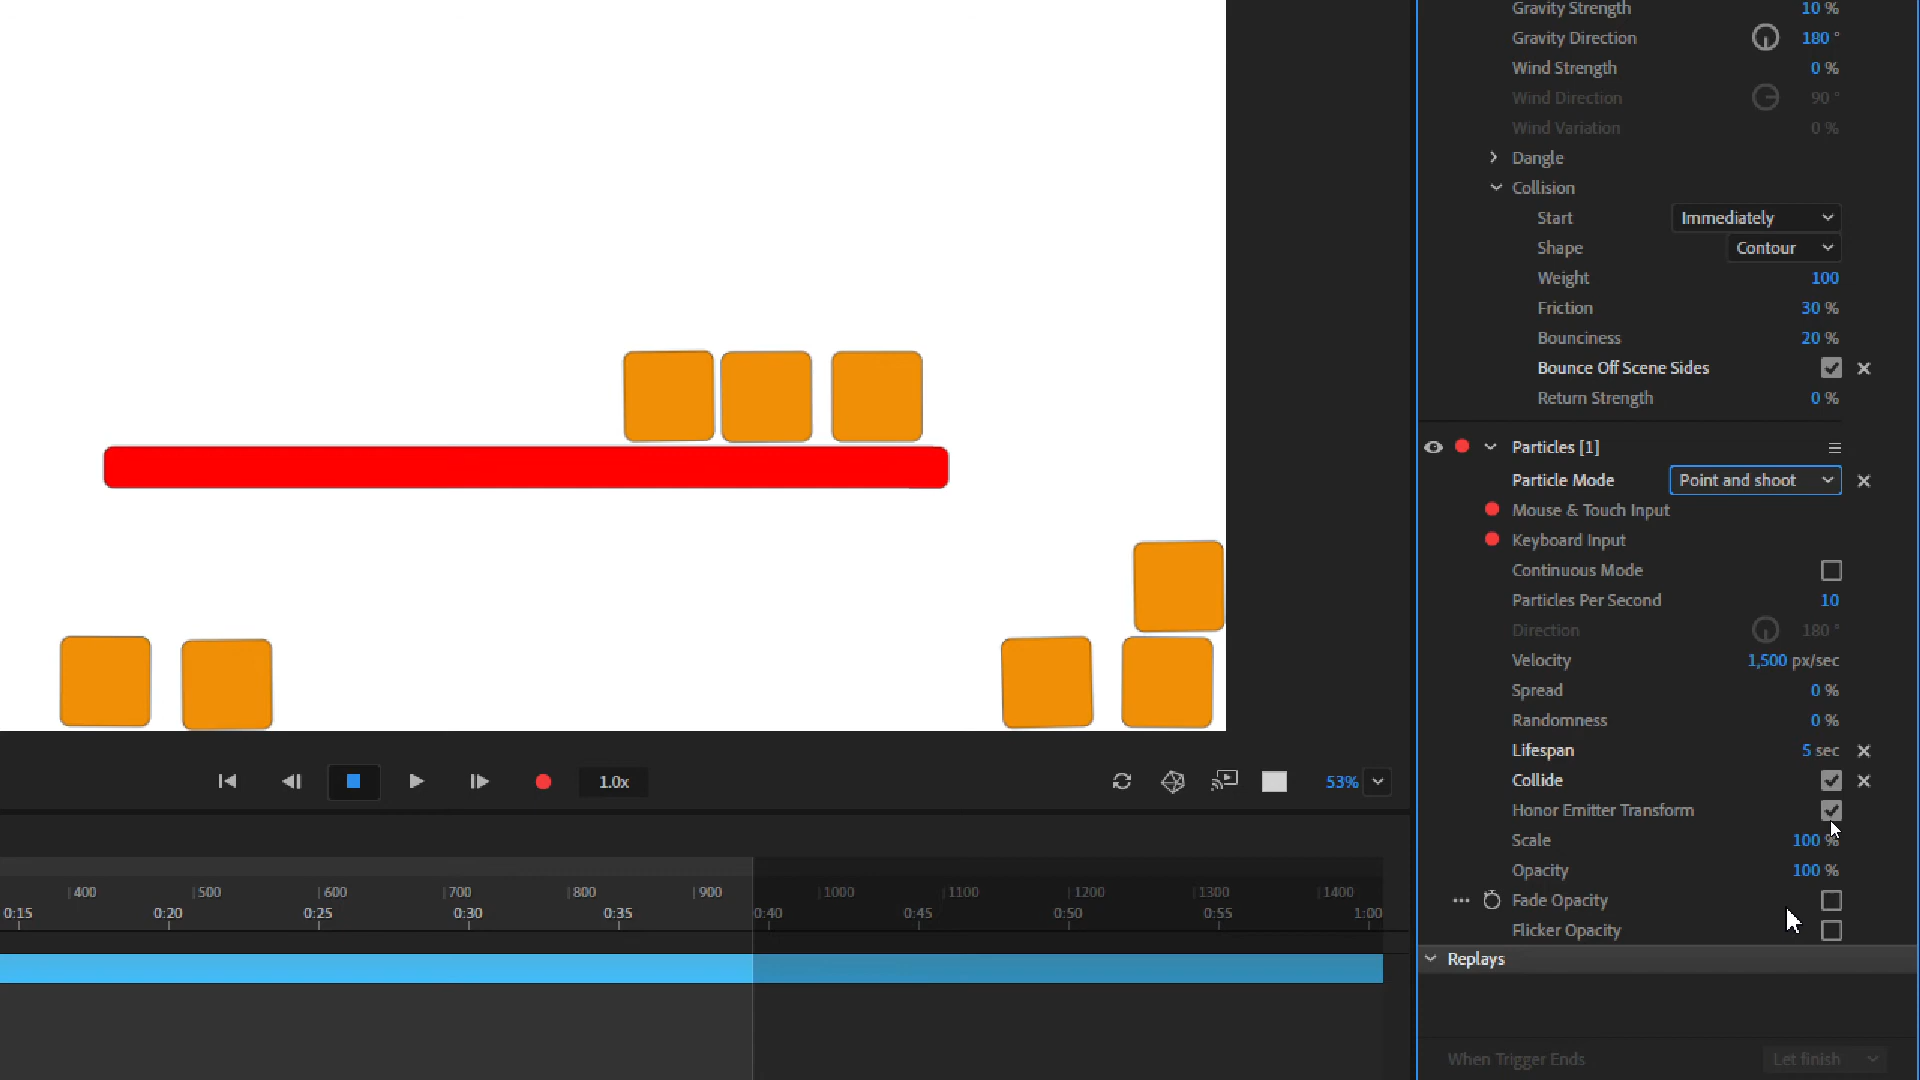 Gravity Strength 10 %
Gravity Direction 180 °
Wind Strength 0 %
Wind Direction 90 °
Wind Variation 0 %
Dangle
Collision
Start Immediately
Shape Contour
Weight 100
Friction 30 %
Bounciness 20 %
Bounce Off Scene Sides
Return Strength 0 %
Particles [1]
Particle Mode Point and shoot
Mouse & Touch Input
Keyboard Input
Continuous Mode
Particles Per Second 10
Direction 180 °
Velocity 1,500 px/sec
Spread 0 %
Randomness 0 %
Lifespan 5 sec
Collide
Honor Emitter Transform
Scale 100 %
Opacity 100 %
Fade Opacity
Flicker Opacity
Replays
When Trigger Ends Let finish
1.0x 53%
400 500 600 700 800 900 1000 1100 1200 1300 1400
0:15 0:20 0:25 0:30 0:35 0:40 0:45 0:50 0:55 1:00